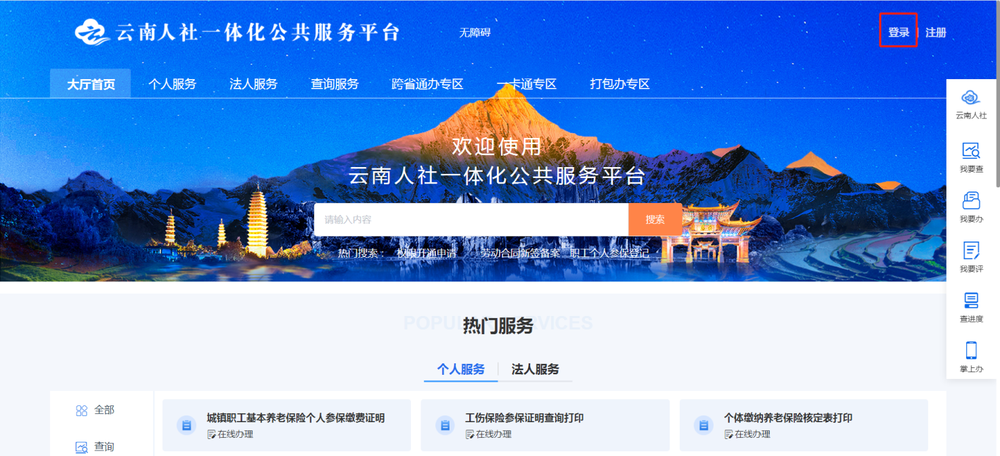 云南人社一体化公共服务平台
无障碍
登录
注册
大厅首页 个人服务 法人服务 查询服务 跨省通办专区 一卡通专区 打包办专区
云南人社
我要查
我要办
我要评
查进度
掌上办
欢迎使用
云南人社一体化公共服务平台
请输入内容
搜索
热门搜索： 权限开通申请 劳动合同新签备案 职工个人参保登记
POPULAR SERVICES
热门服务
个人服务 法人服务
全部
查询
城镇职工基本养老保险个人参保缴费证明
在线办理
工伤保险参保证明查询打印
在线办理
个体缴纳养老保险核定表打印
在线办理